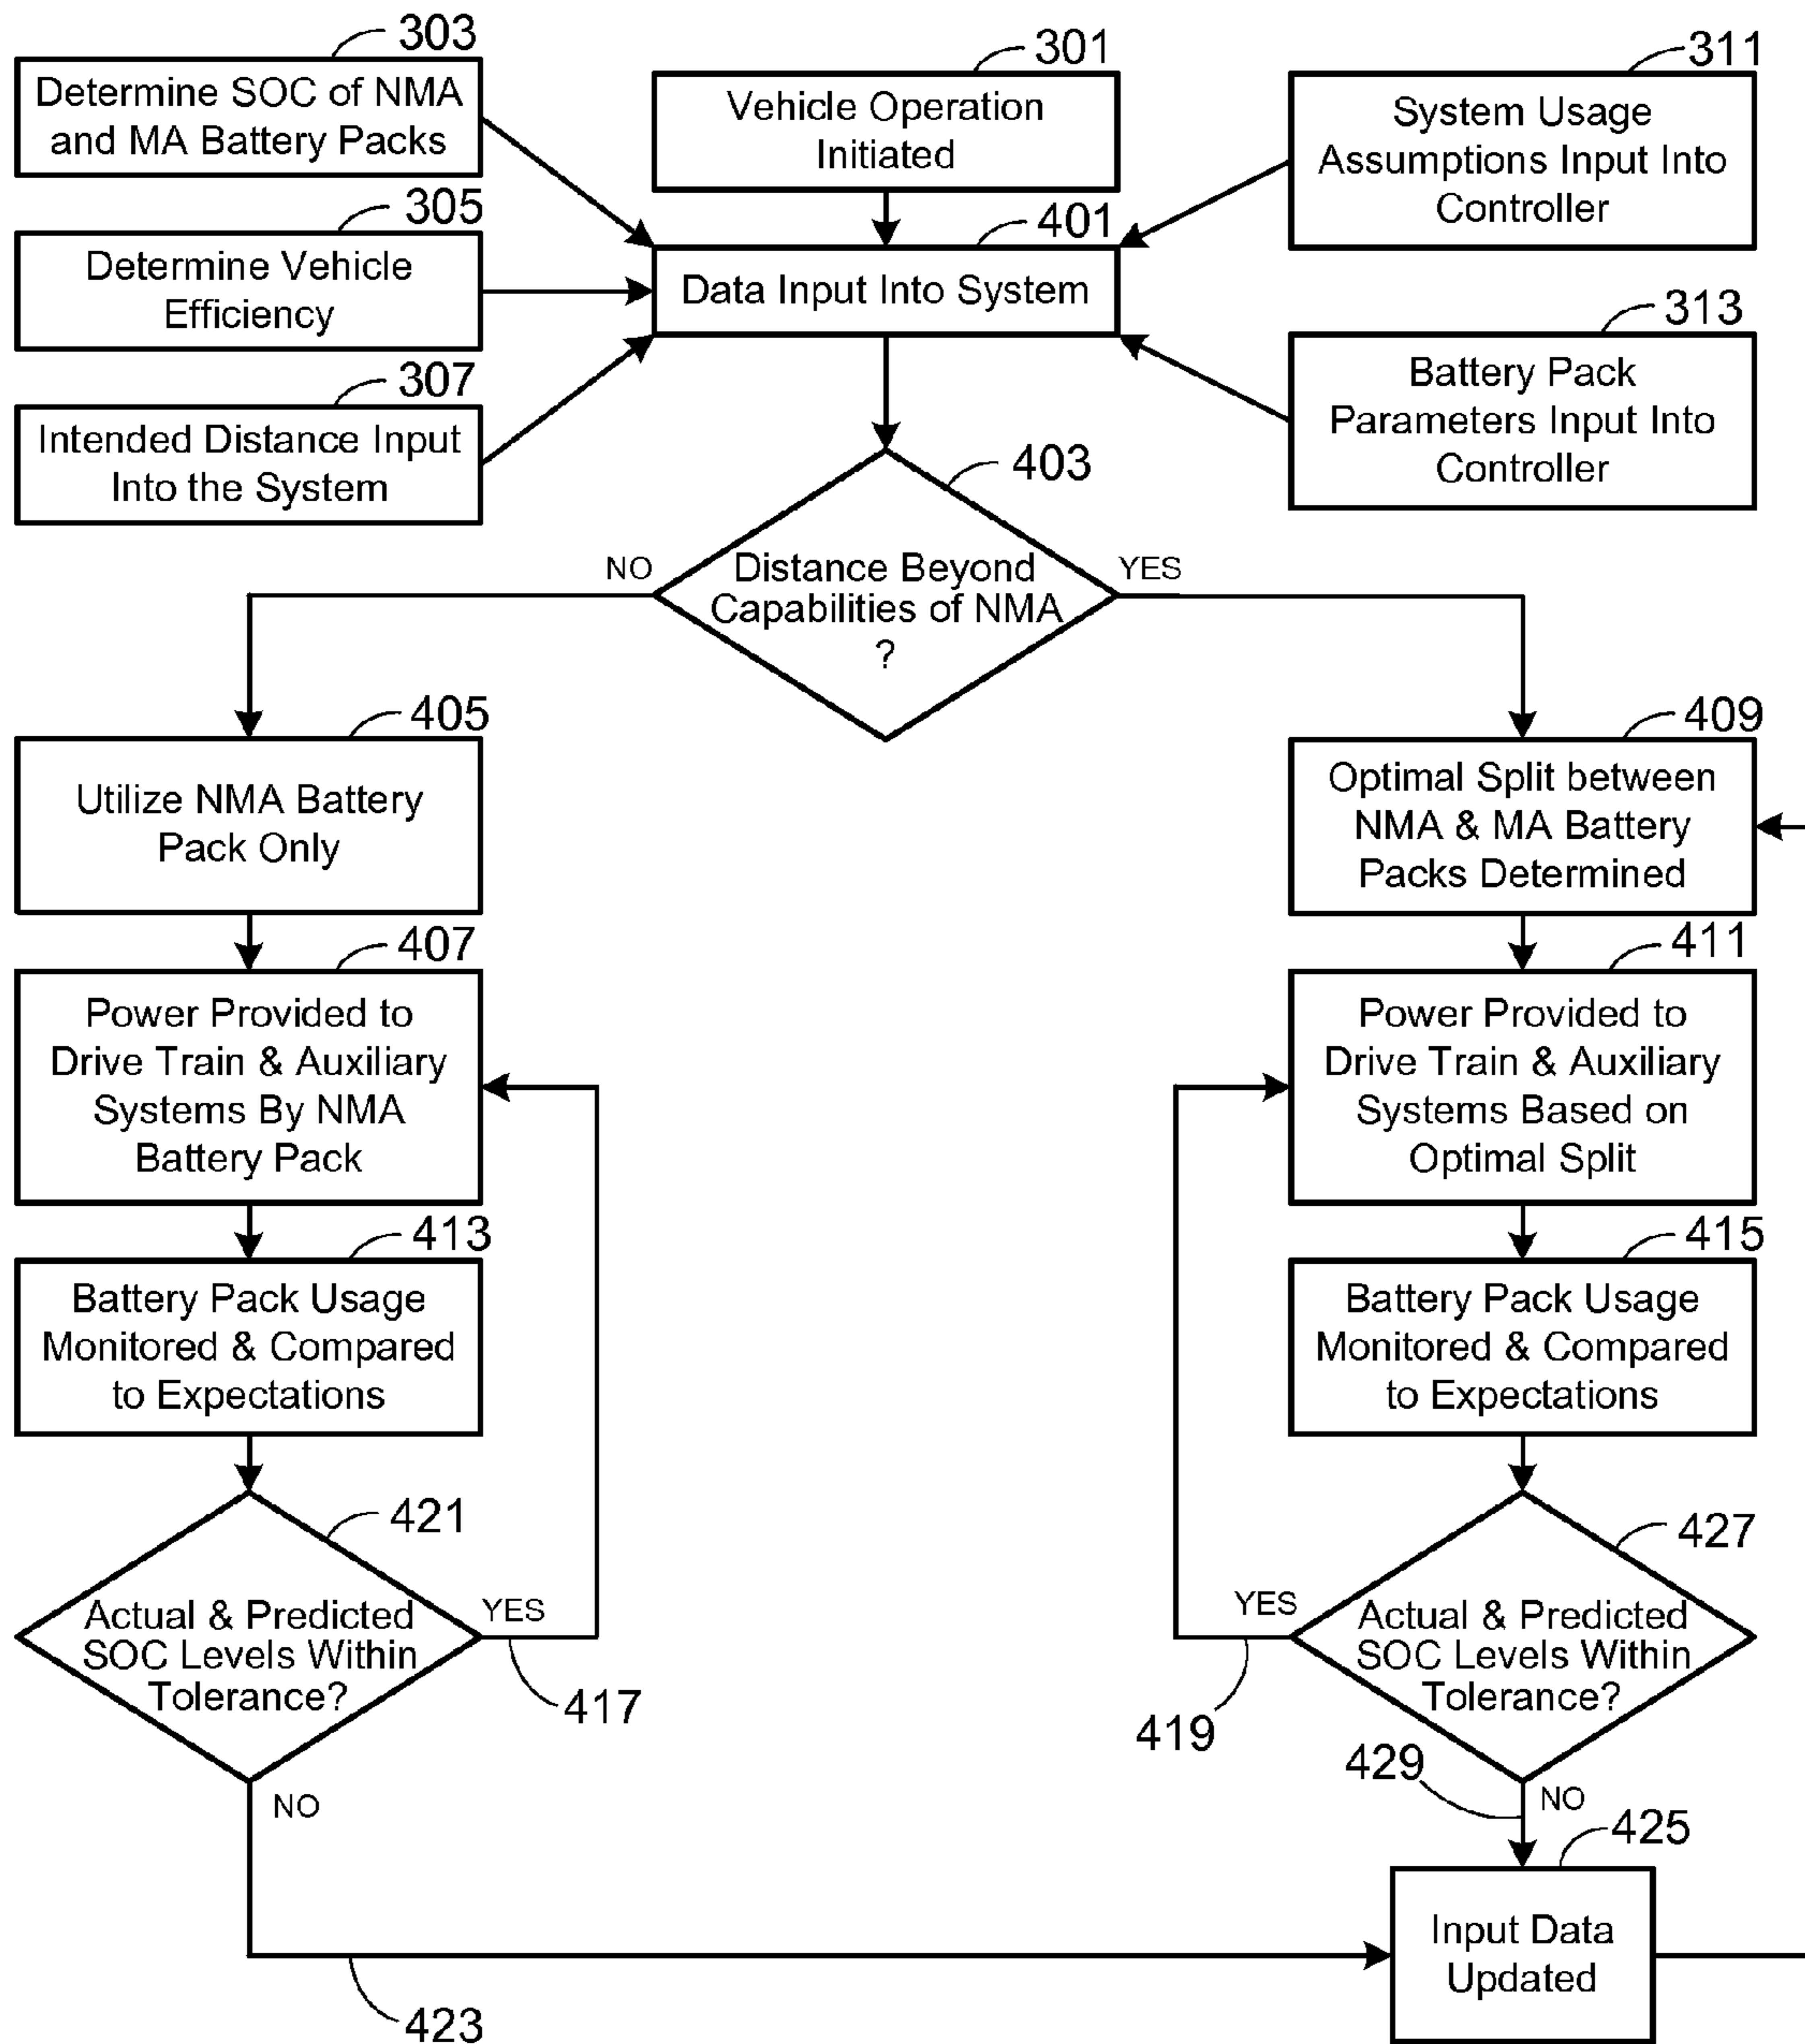 303
Determine SOC of NMA
and MA Battery Packs
301
Vehicle Operation
Initiated
311
System Usage
Assumptions Input Into
Controller
305
Determine Vehicle
Efficiency
401
Data Input Into System
313
Battery Pack
Parameters Input Into
Controller
307
Intended Distance Input
Into the System
403
Distance Beyond
Capabilities of NMA
?
NO
YES
405
Utilize NMA Battery
Pack Only
409
Optimal Split between
NMA & MA Battery
Packs Determined
407
Power Provided to
Drive Train & Auxiliary
Systems By NMA
Battery Pack
411
Power Provided to
Drive Train & Auxiliary
Systems Based on
Optimal Split
413
Battery Pack Usage
Monitored & Compared
to Expectations
415
Battery Pack Usage
Monitored & Compared
to Expectations
421
Actual & Predicted
SOC Levels Within
Tolerance?
YES
417
NO
427
Actual & Predicted
SOC Levels Within
Tolerance?
YES
419
429
NO
425
Input Data
Updated
423